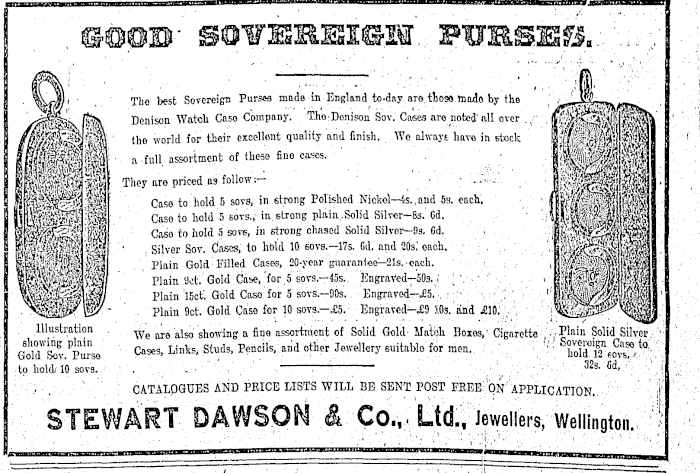 GOOD SOVEREIGN PURSES.
The best Sovereign Purses made in England to-day are those made by the
Denison Watch Case Company. The Denison Sov. Cases are noted all over
the world for their excellent quality and finish. We always have in stock
a full assortment of these fine cases.
They are priced as follow:—
Case to hold 5 sovs, in strong Polished Nickel—4s. and 5s. each.
Case to hold 5 sovs., in strong plain Solid Silver—8s. 6d.
Case to hold 5 sovs, in strong chased Solid Silver—9s. 6d.
Silver Sov. Cases, to hold 10 sovs.—17s. 6d. and 20s. each.
Plain Gold Filled Cases, 20-year guarantee—21s. each.
Plain 9ct. Gold Case, for 5 sovs.—45s. Engraved—50s.
Plain 15ct. Gold Case for 5 sovs.—90s. Engraved—£5.
Plain 9ct. Gold Case for 10 sovs.—£5. Engraved—£9 10s. and £10.
We are also showing a fine assortment of Solid Gold Match Boxes, Cigarette
Cases, Links, Studs, Pencils, and other Jewellery suitable for men.
Illustration
showing plain
Gold Sov. Purse
to hold 10 sovs.
Plain Solid Silver
Sovereign Case to
hold 12 sovs.
32s. 6d.
CATALOGUES AND PRICE LISTS WILL BE SENT POST FREE ON APPLICATION.
STEWART DAWSON & Co., Ltd., Jewellers, Wellington.